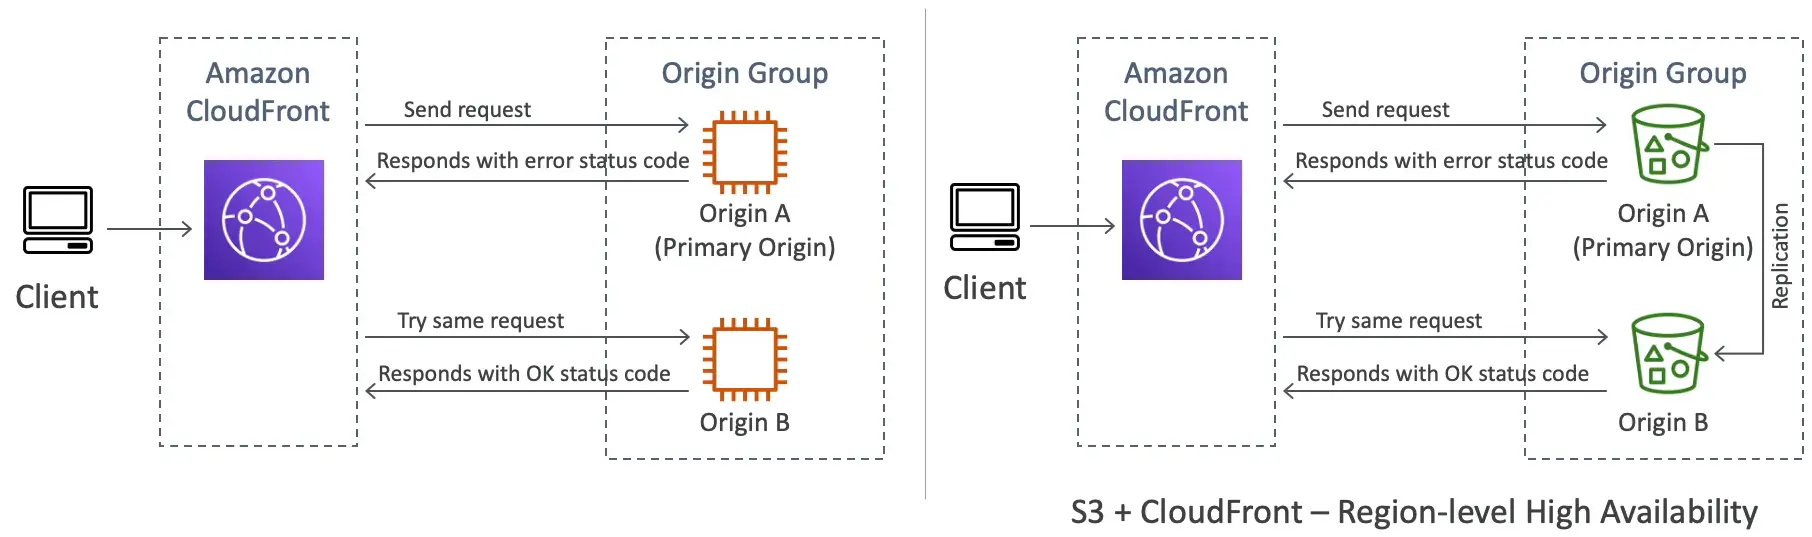 Amazon
CloudFront
Origin Group
Send request
Responds with error status code
Origin A
(Primary Origin)
Client
Try same request
Responds with OK status code
Origin B
Amazon
CloudFront
Origin Group
Send request
Responds with error status code
Origin A
(Primary Origin)
Replication
Client
Try same request
Responds with OK status code
Origin B
S3 + CloudFront – Region-level High Availability